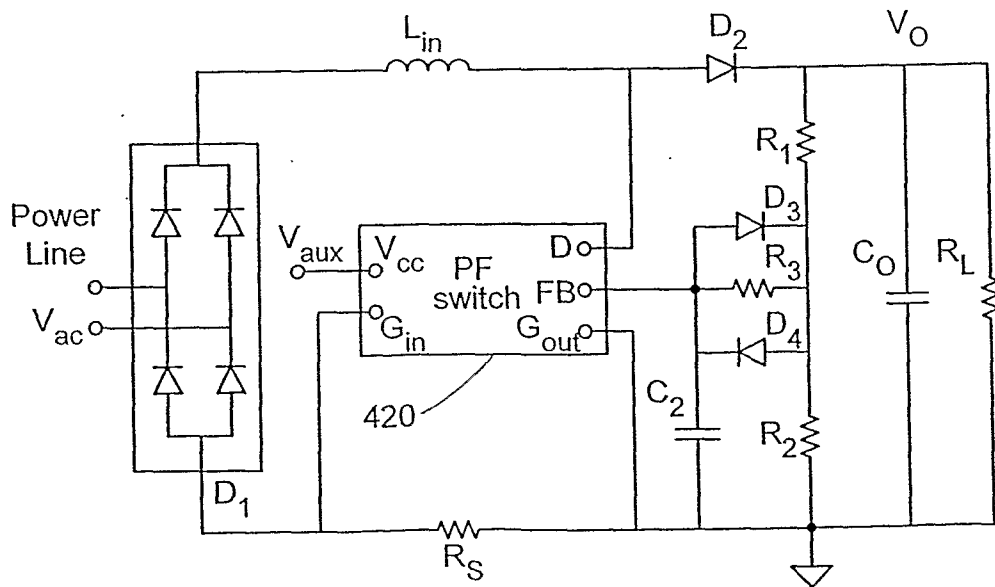 L_in
D_2
V_O
R_1
D_3
R_3
D_4
R_2
C_2
C_O
R_L
Power
Line
V_ac
D_1
V_aux
V_cc
PF
switch
D
FB
G_in
G_out
420
R_S